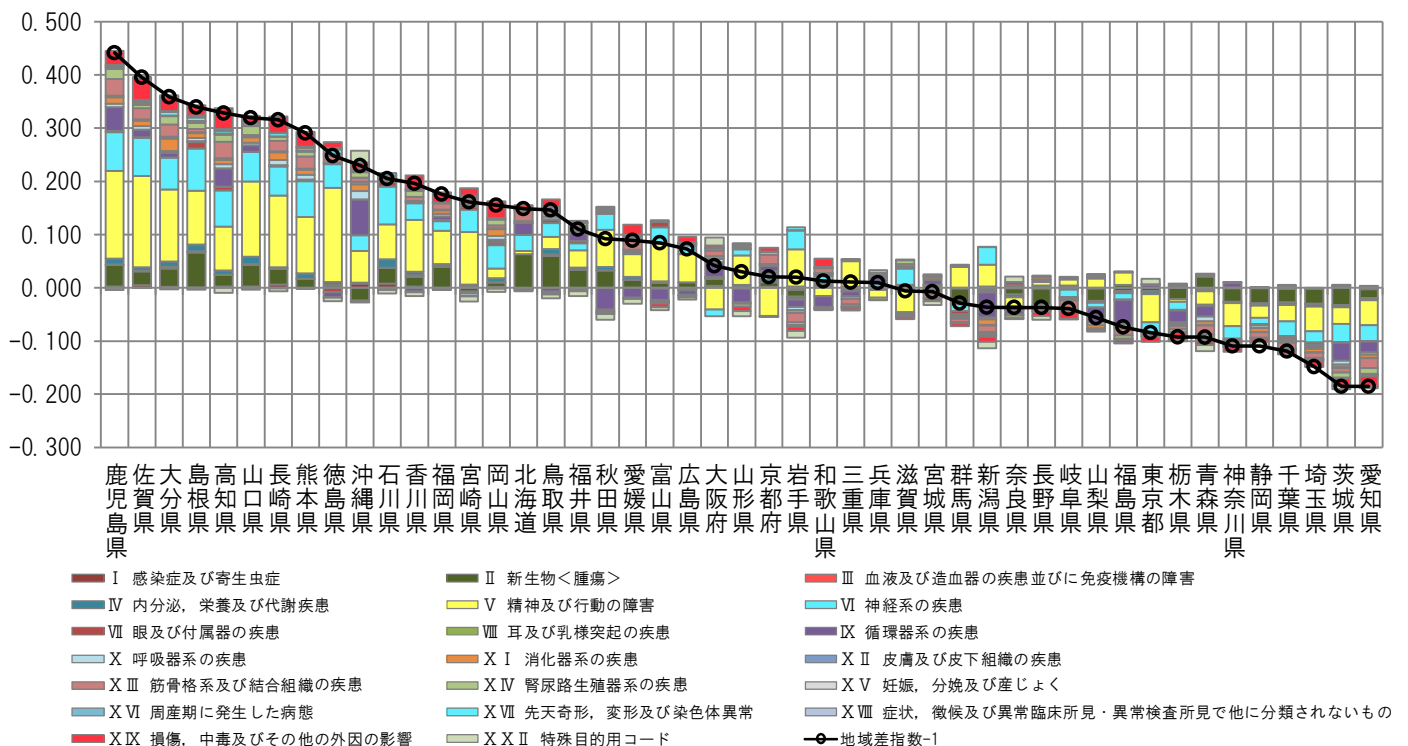 0.500
0.400
0.300
0.200
0.100
0.000
-0.100
-0.200
-0.300
鹿児島県
佐賀県
大分県
島根県
高知県
山口県
長崎県
熊本県
徳島県
沖縄県
石川県
香川県
福岡県
宮崎県
岡山県
北海道
鳥取県
福井県
秋田県
愛媛県
富山県
広島県
大阪府
山形県
京都府
岩手県
和歌山県
三重県
兵庫県
滋賀県
宮城県
群馬県
新潟県
奈良県
長野県
岐阜県
山梨県
福島県
東京都
栃木県
青森県
神奈川県
静岡県
千葉県
埼玉県
茨城県
愛知県
Ⅰ 感染症及び寄生虫症
Ⅱ 新生物<腫瘍>
Ⅲ 血液及び造血器の疾患並びに免疫機構の障害
Ⅳ 内分泌，栄養及び代謝疾患
Ⅴ 精神及び行動の障害
Ⅵ 神経系の疾患
Ⅶ 眼及び付属器の疾患
Ⅷ 耳及び乳様突起の疾患
Ⅸ 循環器系の疾患
Ⅹ 呼吸器系の疾患
ⅩⅠ 消化器系の疾患
ⅩⅡ 皮膚及び皮下組織の疾患
ⅩⅢ 筋骨格系及び結合組織の疾患
ⅩⅣ 腎尿路生殖器系の疾患
ⅩⅤ 妊娠，分娩及び産じょく
ⅩⅥ 周産期に発生した病態
ⅩⅦ 先天奇形，変形及び染色体異常
ⅩⅧ 症状，徴候及び異常臨床所見・異常検査所見で他に分類されないもの
ⅩⅨ 損傷，中毒及びその他の外因の影響
ⅩⅩⅡ 特殊目的用コード
地域差指数-1